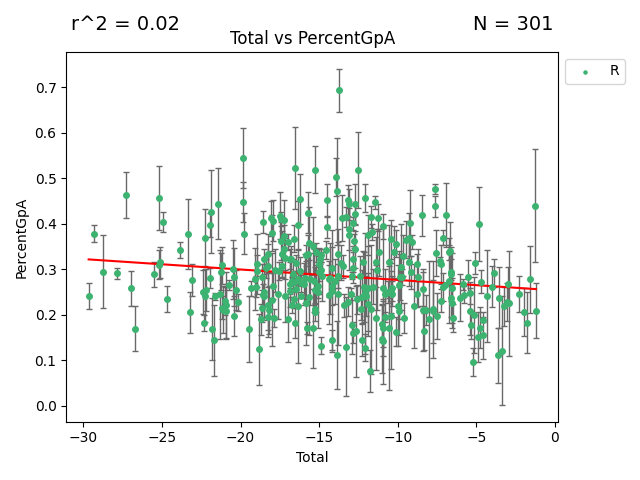 r^2 = 0.02
N = 301
Total vs PercentGpA
R
0.7
0.6
0.5
0.4
0.3
0.2
0.1
0.0
PercentGpA
−30
−25
−20
−15
−10
−5
0
Total